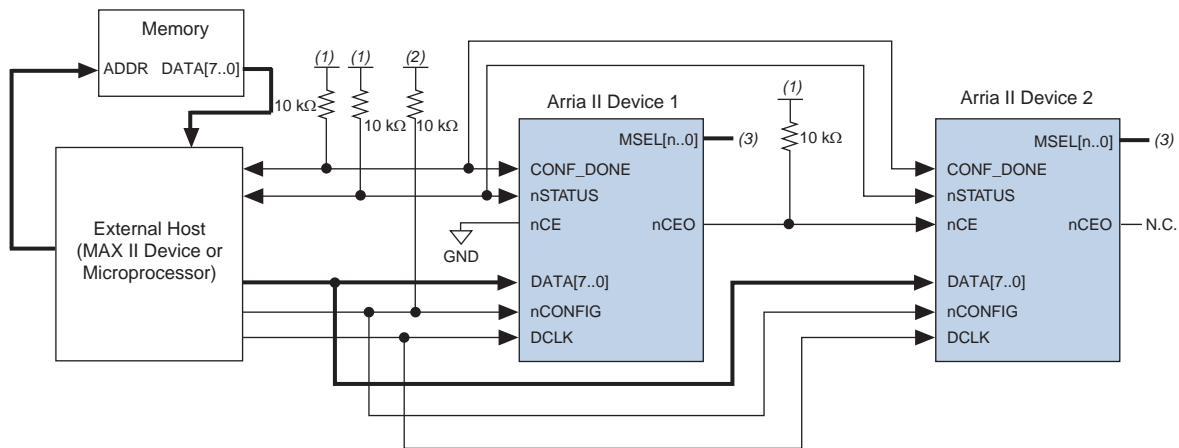 Memory
ADDR DATA[7..0]
(1) (1) (2)
10 kΩ
10 kΩ 10 kΩ
External Host
(MAX II Device or
Microprocessor)
Arria II Device 1
MSEL[n..0] (3)
CONF_DONE
nSTATUS
nCE nCEO
GND
DATA[7..0]
nCONFIG
DCLK
(1)
10 kΩ
Arria II Device 2
MSEL[n..0] (3)
CONF_DONE
nSTATUS
nCE nCEO N.C.
DATA[7..0]
nCONFIG
DCLK